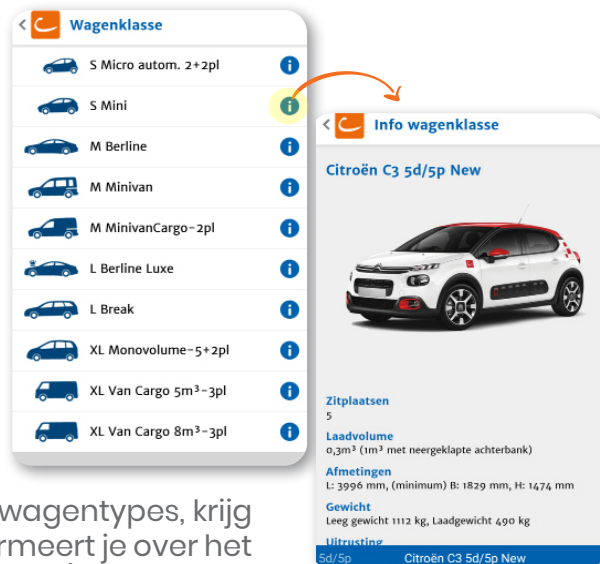 Wagenklasse
S Micro autom. 2+2pl
S Mini
M Berline
M Minivan
M MinivanCargo-2pl
L Berline Luxe
L Break
XL Monovolume-5+2pl
XL Van Cargo 5m³-3pl
XL Van Cargo 8m³-3pl
Info wagenklasse
Citroën C3 5d/5p New
Zitplaatsen
5
Laadvolume
0,3m³ (1m³ met neergeklapte achterbank)
Afmetingen
L: 3996 mm, (minimum) B: 1829 mm, H: 1474 mm
Gewicht
Leeg gewicht 1112 kg, Laadgewicht 490 kg
Uitrusting
5d/5p Citroën C3 5d/5p New
wagentypes, krijg
rmeert je over het